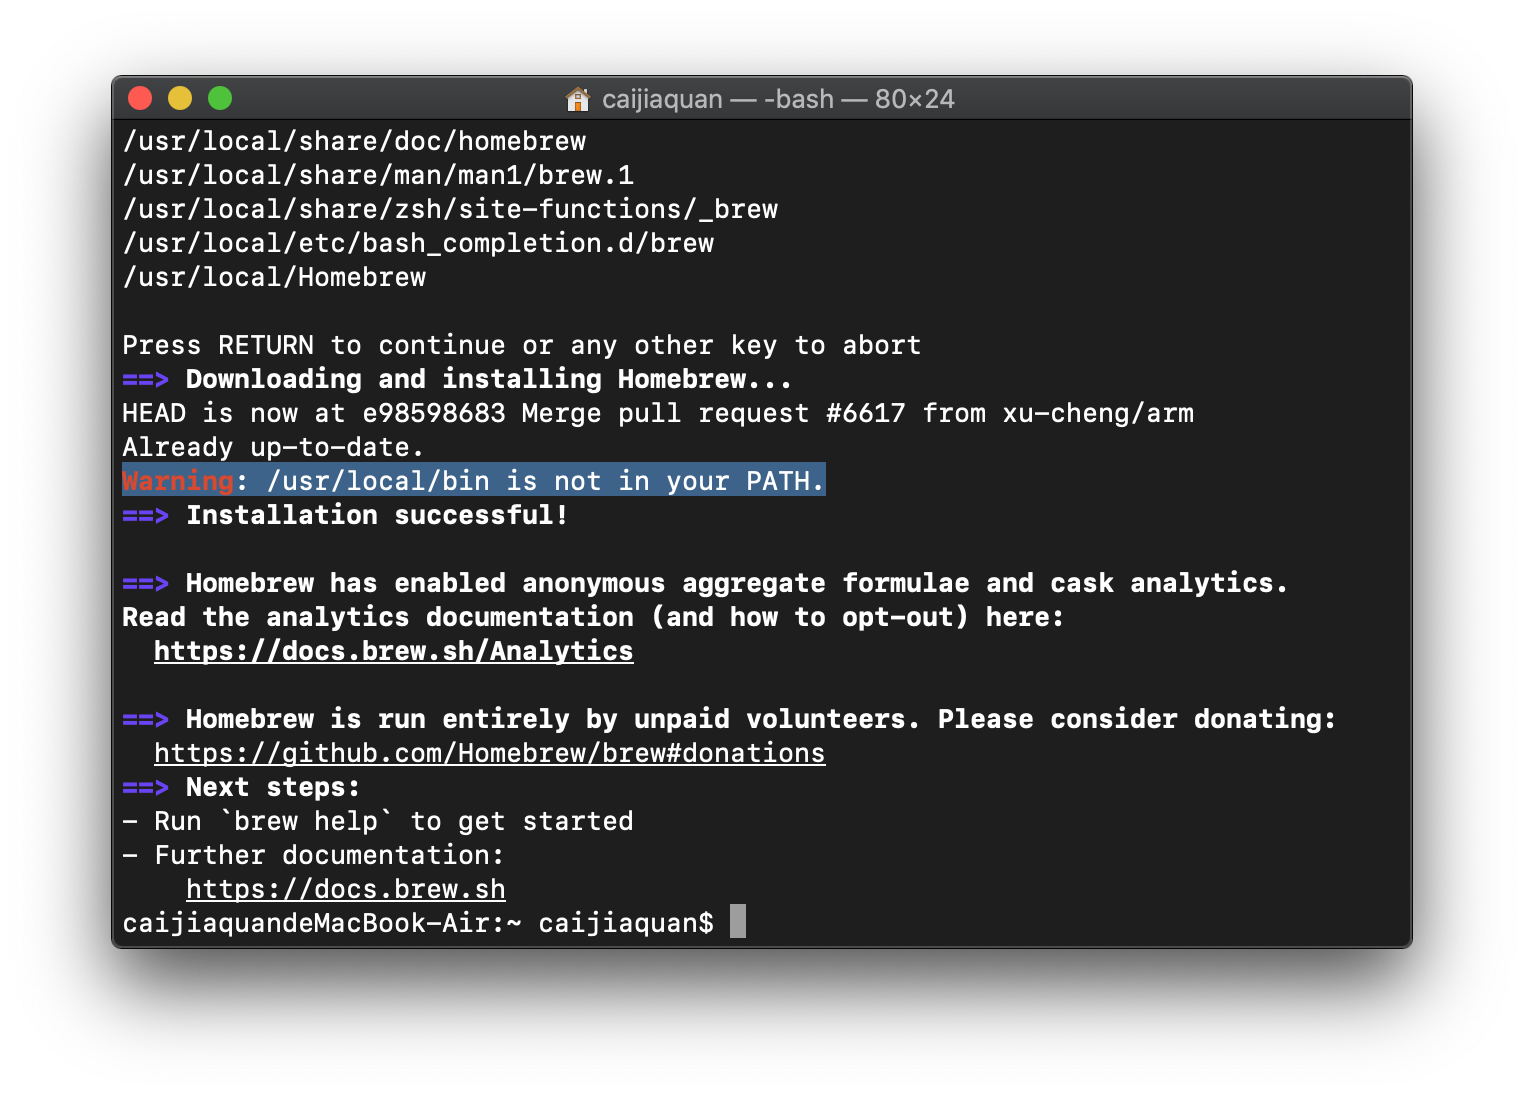 caijiaquan — -bash — 80×24
/usr/local/share/doc/homebrew
/usr/local/share/man/man1/brew.1
/usr/local/share/zsh/site-functions/_brew
/usr/local/etc/bash_completion.d/brew
/usr/local/Homebrew
Press RETURN to continue or any other key to abort
==> Downloading and installing Homebrew...
HEAD is now at e98598683 Merge pull request #6617 from xu-cheng/arm
Already up-to-date.
Warning: /usr/local/bin is not in your PATH.
==> Installation successful!
==> Homebrew has enabled anonymous aggregate formulae and cask analytics.
Read the analytics documentation (and how to opt-out) here:
  https://docs.brew.sh/Analytics
==> Homebrew is run entirely by unpaid volunteers. Please consider donating:
  https://github.com/Homebrew/brew#donations
==> Next steps:
- Run `brew help` to get started
- Further documentation:
    https://docs.brew.sh
caijiaquandeMacBook-Air:~ caijiaquan$